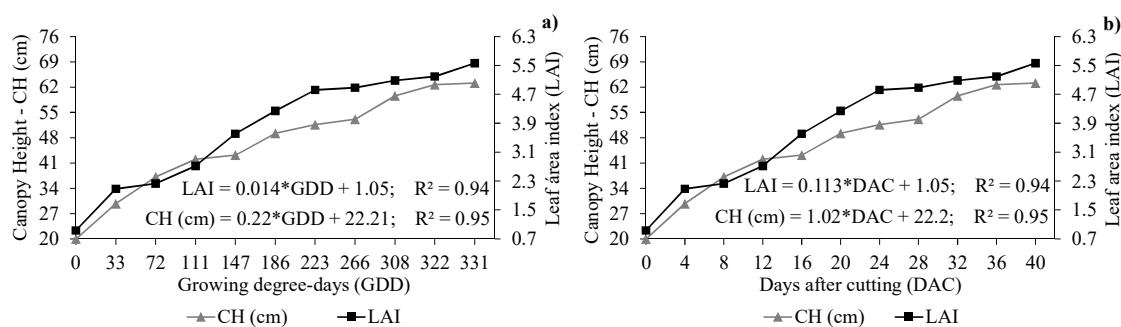 a)
Canopy Height - CH (cm)
76
69
62
55
48
41
34
27
20
6.3
5.5
4.7
3.9
3.1
2.3
1.5
0.7
Leaf area index (LAI)
LAI = 0.014*GDD + 1.05; R² = 0.94
CH (cm) = 0.22*GDD + 22.21; R² = 0.95
0 33 72 111 147 186 223 266 308 322 331
Growing degree-days (GDD)
CH (cm) LAI
b)
Canopy Height - CH (cm)
76
69
62
55
48
41
34
27
20
6.3
5.5
4.7
3.9
3.1
2.3
1.5
0.7
Leaf area index (LAI)
LAI = 0.113*DAC + 1.05; R² = 0.94
CH (cm) = 1.02*DAC + 22.2; R² = 0.95
0 4 8 12 16 20 24 28 32 36 40
Days after cutting (DAC)
CH (cm) LAI